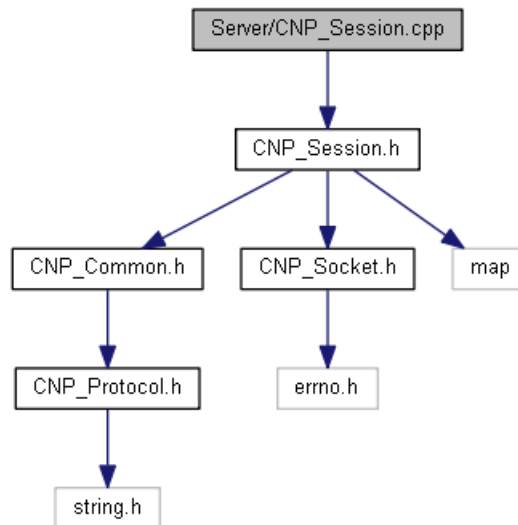 Server/CNP_Session.cpp
CNP_Session.h
CNP_Common.h
CNP_Socket.h
map
CNP_Protocol.h
errno.h
string.h